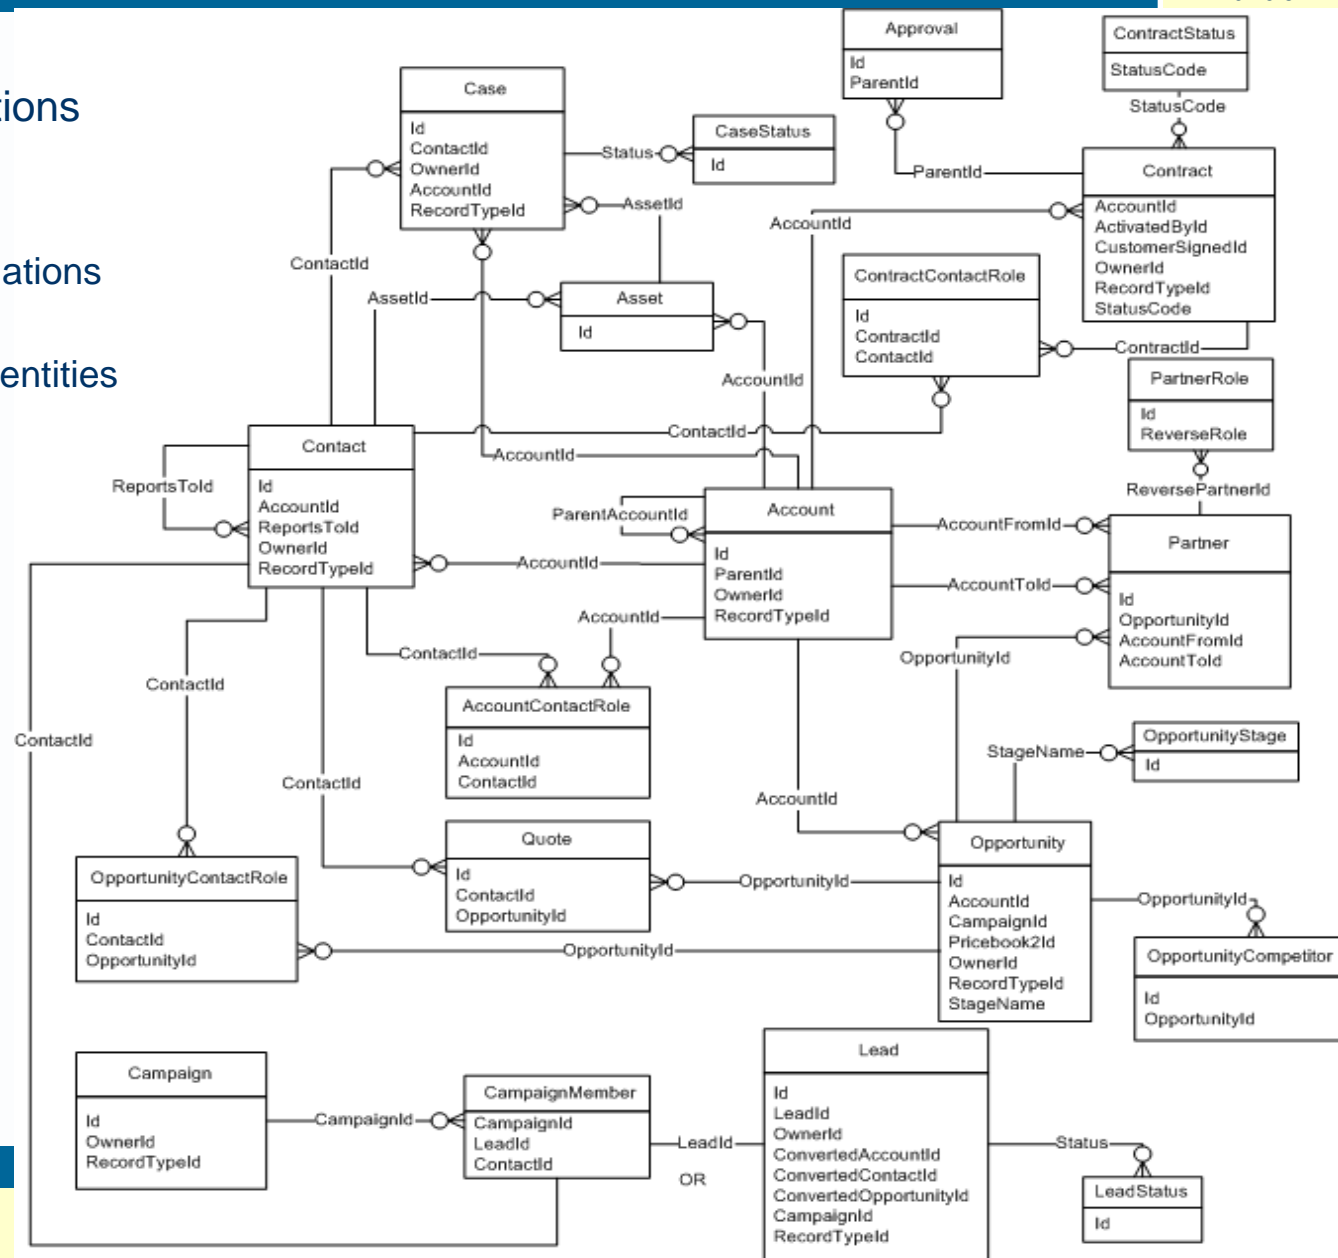 tions
ations
entities
Approval
Id
ParentId
ContractStatus
StatusCode
StatusCode
Case
Id
ContactId
OwnerId
AccountId
RecordTypeId
Status
CaseStatus
Id
AssetId
ParentId
Contract
AccountId
ActivatedById
CustomerSignedId
OwnerId
RecordTypeId
StatusCode
AccountId
ContactId
AssetId
Asset
Id
ContractContactRole
Id
ContractId
ContactId
ContractId
AccountId
PartnerRole
Id
ReverseRole
ReversePartnerId
Contact
Id
AccountId
ReportsToId
OwnerId
RecordTypeId
ReportsToId
ContactId
AccountId
ParentAccountId
Account
Id
ParentId
OwnerId
RecordTypeId
AccountFromId
AccountToId
Partner
Id
OpportunityId
AccountFromId
AccountToId
AccountId
AccountId
ContactId
OpportunityId
ContactId
AccountContactRole
Id
AccountId
ContactId
ContactId
ContactId
StageName
OpportunityStage
Id
AccountId
Quote
Id
ContactId
OpportunityId
OpportunityId
Opportunity
Id
AccountId
CampaignId
Pricebook2Id
OwnerId
RecordTypeId
StageName
OpportunityContactRole
Id
ContactId
OpportunityId
OpportunityId
OpportunityId
OpportunityCompetitor
Id
OpportunityId
Campaign
Id
OwnerId
RecordTypeId
CampaignId
CampaignMember
CampaignId
LeadId
ContactId
LeadId
OR
Lead
Id
LeadId
OwnerId
ConvertedAccountId
ConvertedContactId
ConvertedOpportunityId
CampaignId
RecordTypeId
Status
LeadStatus
Id